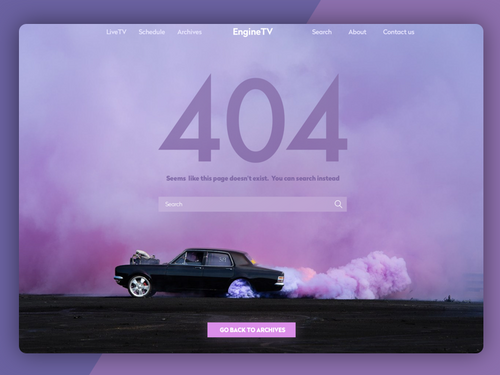 LiveTV Schedule Archives EngineTV Search About Contact us
404
Seems like this page doesn't exist. You can search instead
Seach
GO BACK TO ARCHIVES